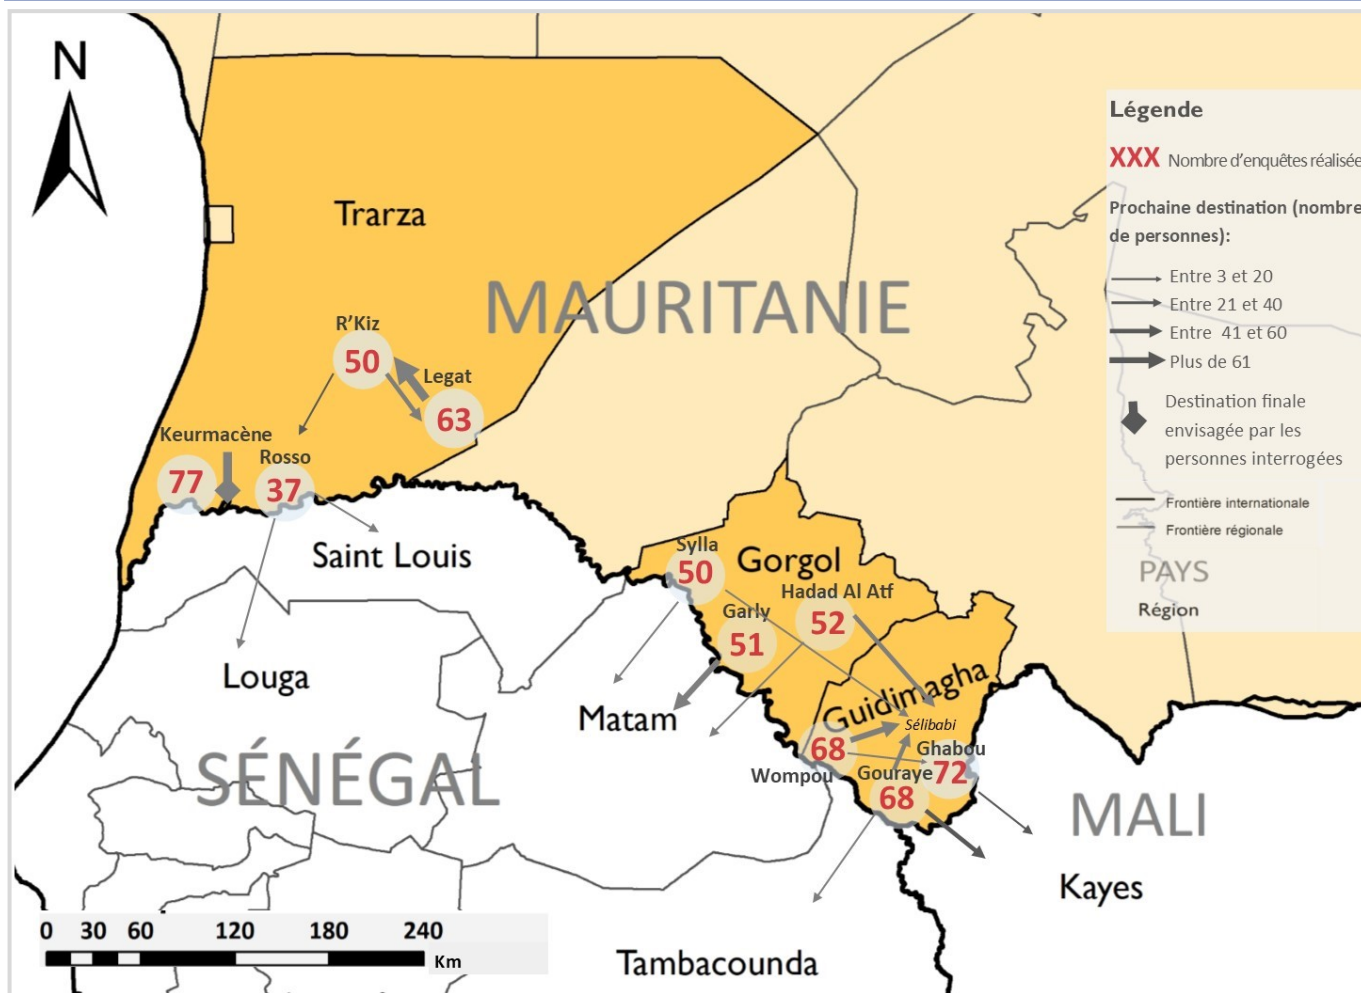 N
Légende
XXX Nombre d'enquêtes réalisée
Prochaine destination (nombre
de personnes):
Entre 3 et 20
Entre 21 et 40
Entre 41 et 60
Plus de 61
Destination finale
envisagée par les
personnes interrogées
Frontière internationale
Frontière régionale
PAYS
Région
Trarza
MAURITANIE
R'Kiz
50
Legat
63
Keurmacène
77
Rosso
37
Saint Louis
Sylla
50
Gorgol
Hadad Al Atf
52
Garly
51
Louga
Matam
Guidimagha
Sélibabi
68
Wompou
Ghabou
72
Gouraye
68
SÉNÉGAL
MALI
Kayes
Tambacounda
0 30 60 120 180 240
Km